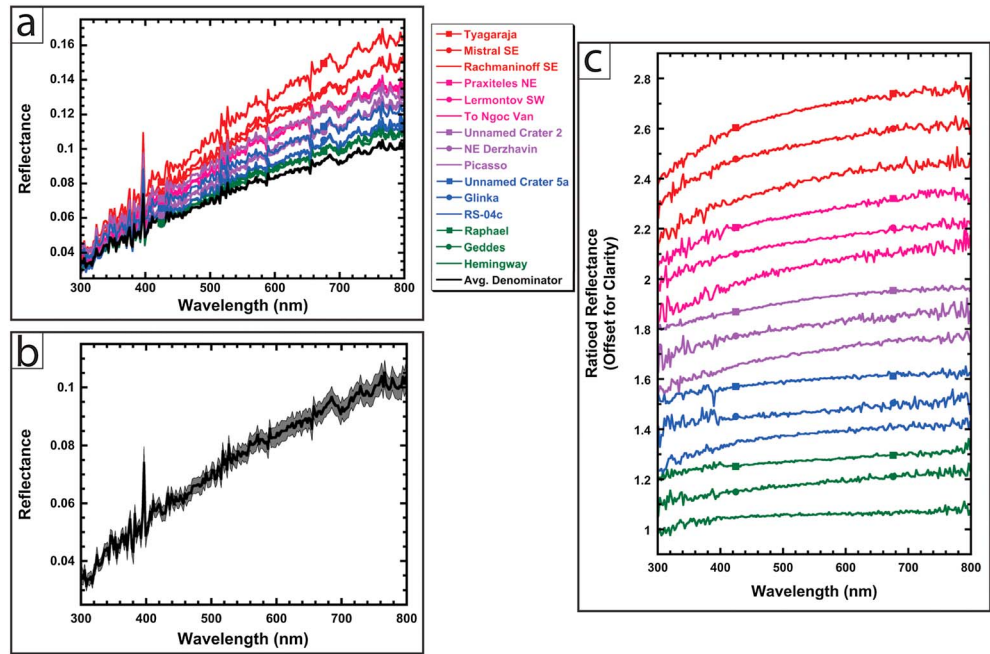 a
0.16
0.14
0.12
0.1
0.08
0.06
0.04
Reflectance
300 400 500 600 700 800
Wavelength (nm)
Tyagaraja
Mistral SE
Rachmaninoff SE
Praxiteles NE
Lermontov SW
To Ngoc Van
Unnamed Crater 2
NE Derzhavin
Picasso
Unnamed Crater 5a
Glinka
RS-04c
Raphael
Geddes
Hemingway
Avg. Denominator
b
0.1
0.08
0.06
0.04
Reflectance
300 400 500 600 700 800
Wavelength (nm)
c
2.8
2.6
2.4
2.2
2
1.8
1.6
1.4
1.2
1
Ratioed Reflectance
(Offset for Clarity)
300 400 500 600 700 800
Wavelength (nm)